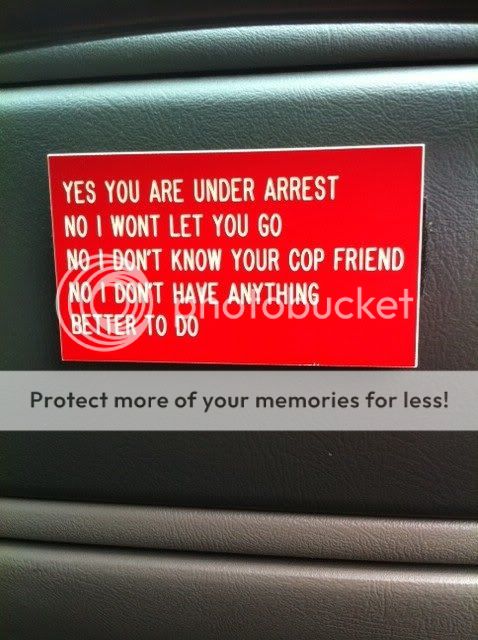 YES YOU ARE UNDER ARREST
NO I WONT LET YOU GO
NO I DON'T KNOW YOUR COP FRIEND
NO I DON'T HAVE ANYTHING
BETTER TO DO
photobucket
Protect more of your memories for less!